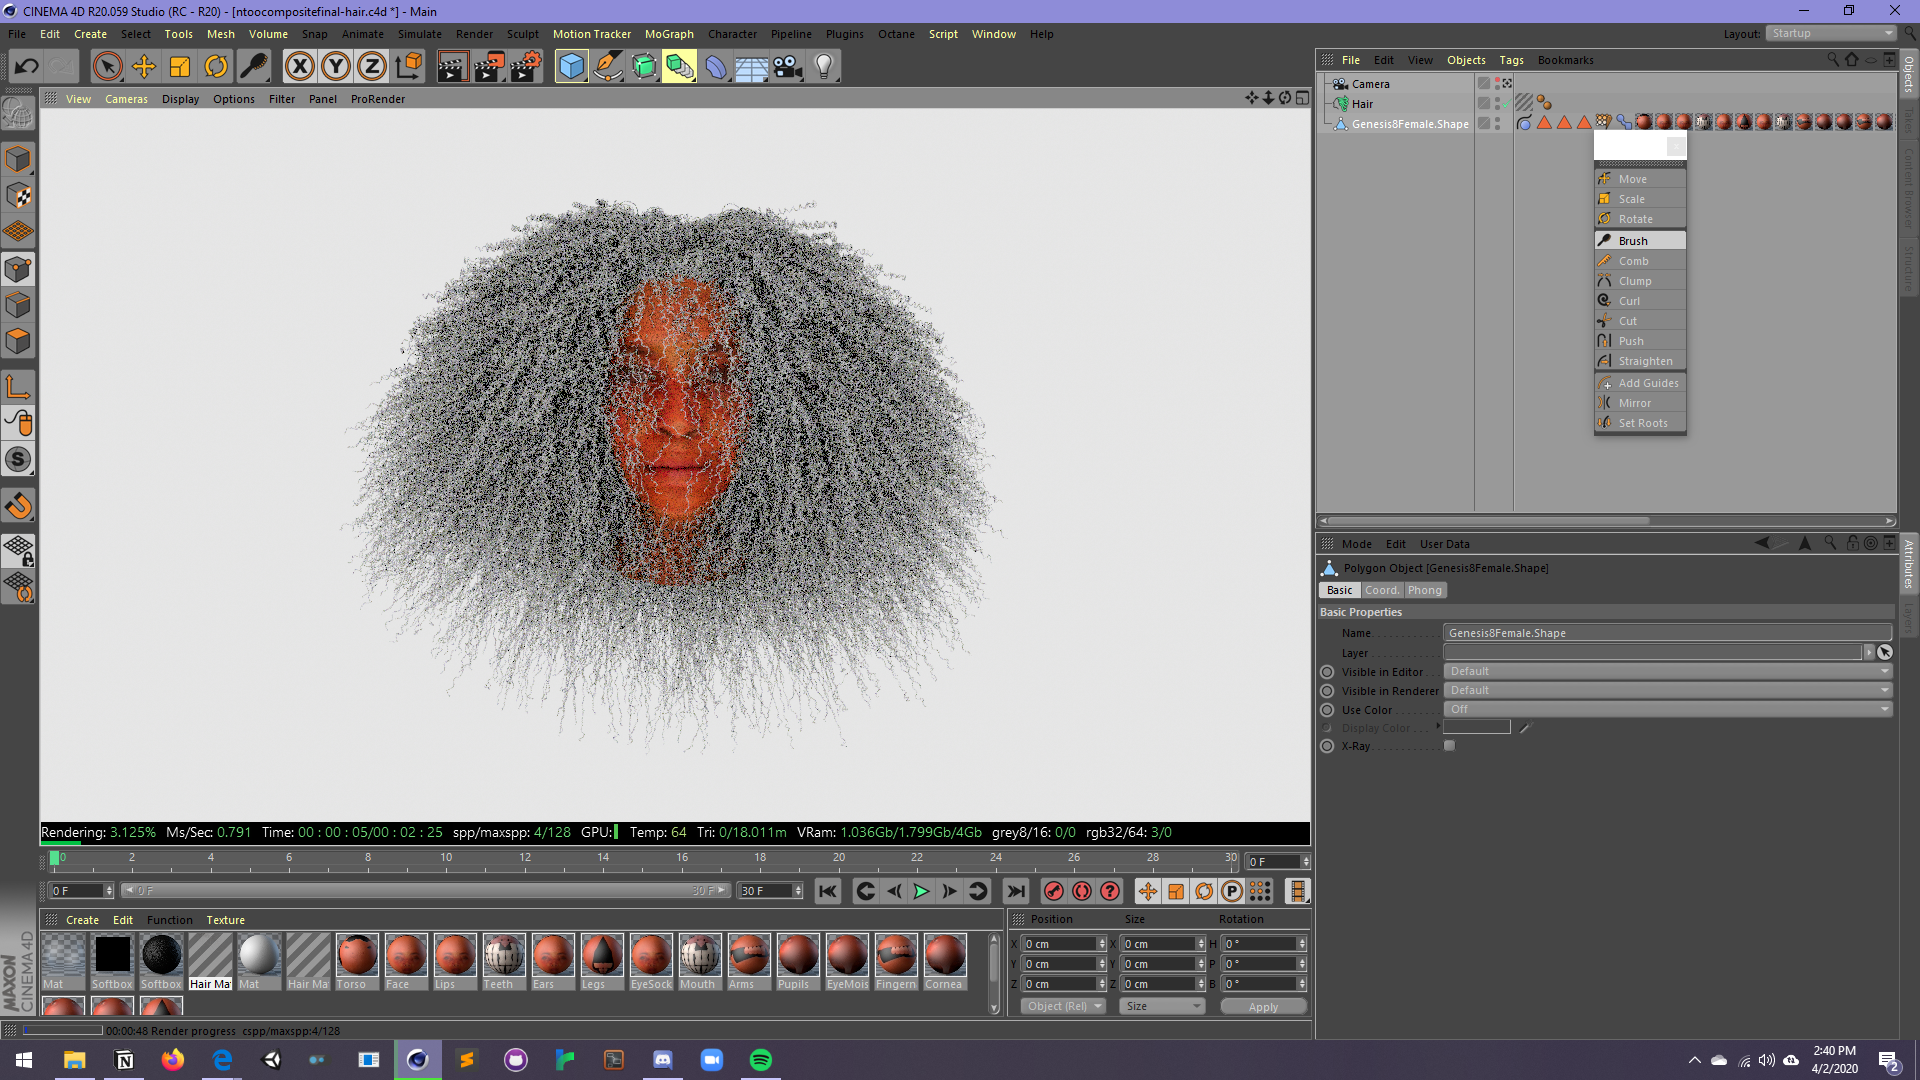 CINEMA 4D R20.059 Studio (RC - R20) - [ntoocompositefinal-hair.c4d *] - Main
File Edit Create Select Tools Mesh Volume Snap Animate Simulate Render Sculpt Motion Tracker MoGraph Character Pipeline Plugins Octane Script Window Help
Layout: Startup
View Cameras Display Options Filter Panel ProRender
File Edit View Objects Tags Bookmarks
Camera
Hair
Genesis8Female.Shape
Objects
Takes
Content Browser
Structure
Move
Scale
Rotate
Brush
Comb
Clump
Curl
Cut
Push
Straighten
Add Guides
Mirror
Set Roots
Mode Edit User Data
Polygon Object [Genesis8Female.Shape]
Basic Coord. Phong
Basic Properties
Name Genesis8Female.Shape
Layer
Visible in Editor Default
Visible in Renderer Default
Use Color Off
Display Color
X-Ray
Attributes
Layers
Rendering: 3.125% Ms/Sec: 0.791 Time: 00 : 00 : 05/00 : 02 : 25 spp/maxspp: 4/128 GPU: Temp: 64 Tri: 0/18.011m VRam: 1.036Gb/1.799Gb/4Gb grey8/16: 0/0 rgb32/64: 3/0
0 2 4 6 8 10 12 14 16 18 20 22 24 26 28 30 0 F
0 F 0 F 30 F 30 F
Create Edit Function Texture
Mat Softbox Softbox Hair Ma Mat Hair Ma Torso Face Lips Teeth Ears Legs EyeSock Mouth Arms Pupils EyeMois Fingern Cornea
Position Size Rotation
X 0 cm X 0 cm H 0 °
Y 0 cm Y 0 cm P 0 °
Z 0 cm Z 0 cm B 0 °
Object (Rel) Size Apply
MAXON
CINEMA 4D
00:00:48 Render progress cspp/maxspp:4/128
2:40 PM
4/2/2020
2